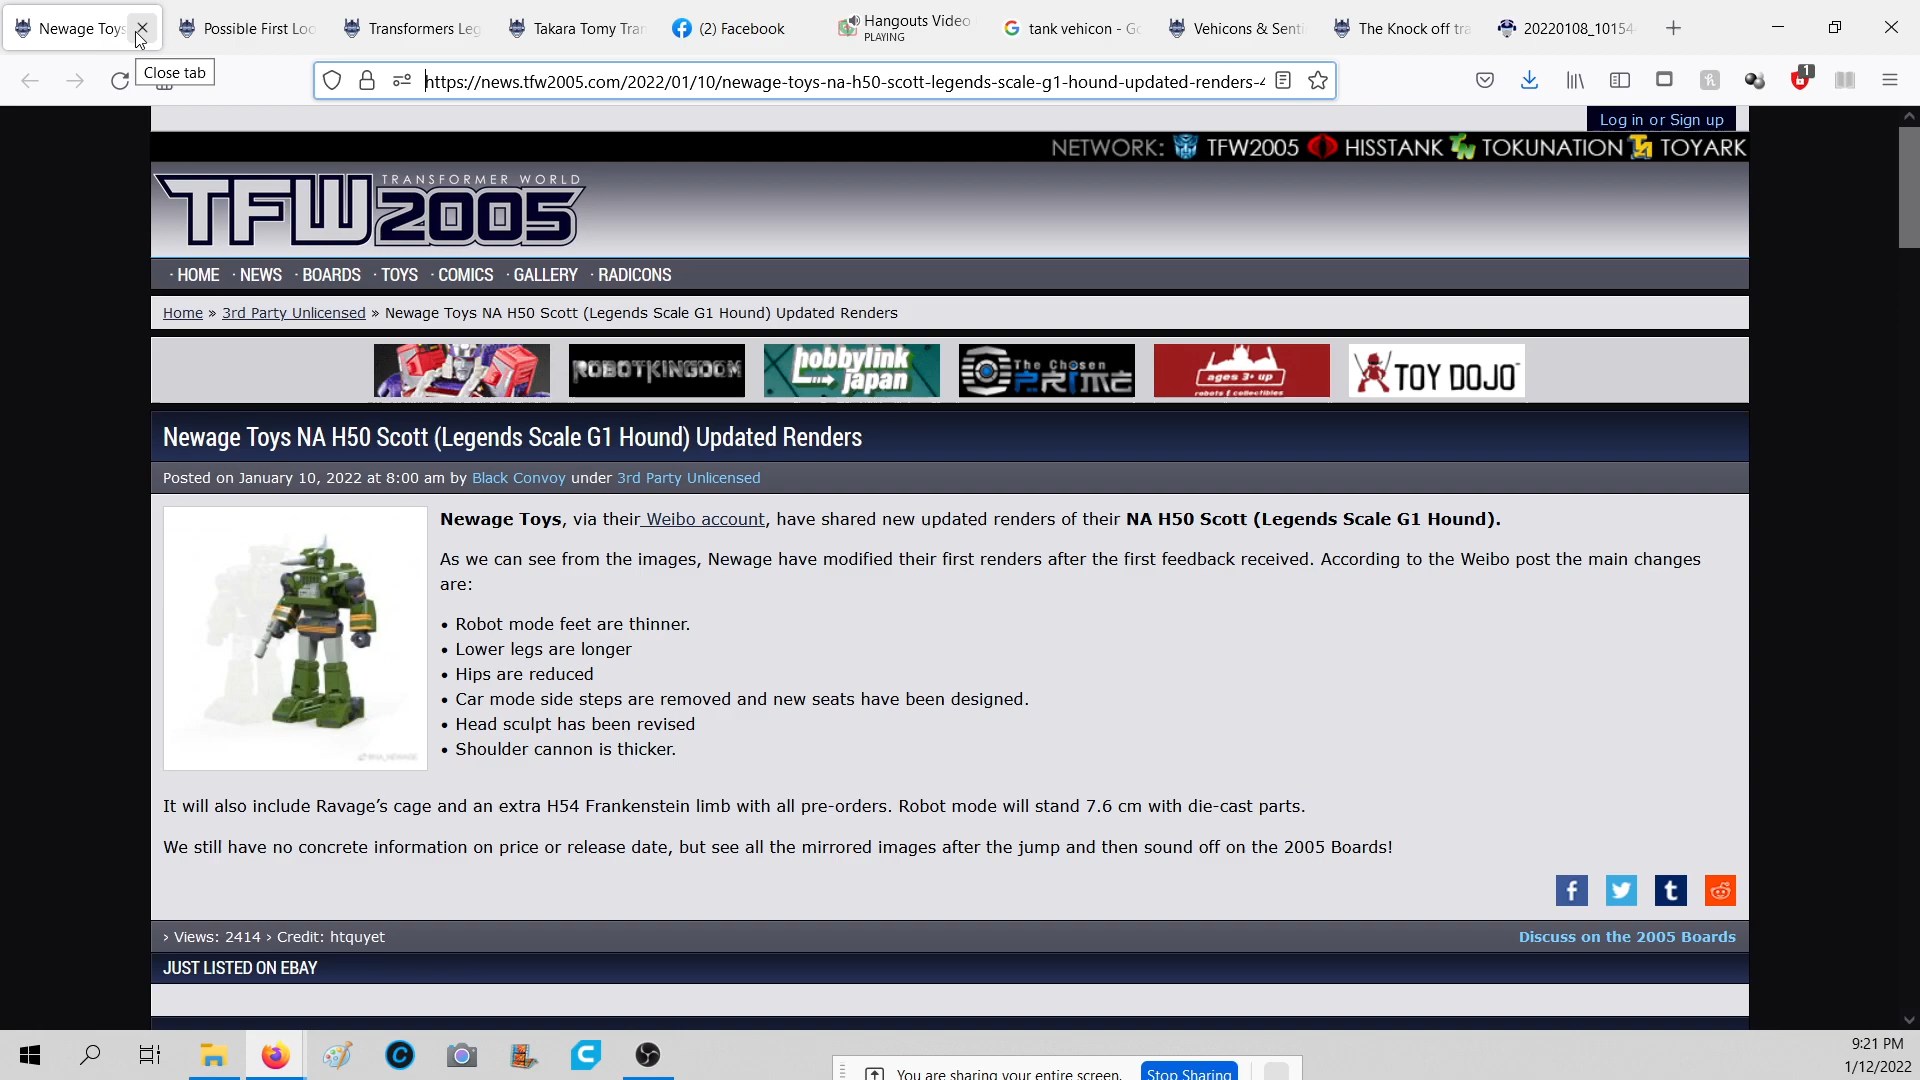 Newage Toys
Possible First Loo
Transformers Leg
Takara Tomy Tran
(2) Facebook
Hangouts Video
PLAYING
tank vehicon - Go
Vehicons & Senti
The Knock off tra
20220108_10154
Close tab
https://news.tfw2005.com/2022/01/10/newage-toys-na-h50-scott-legends-scale-g1-hound-updated-renders-4
1
Log in or Sign up
NETWORK: TFW2005 HISSTANK TOKUNATION TOYARK
TRANSFORMER WORLD
TFW2005
· HOME · NEWS · BOARDS · TOYS · COMICS · GALLERY · RADICONS
Home » 3rd Party Unlicensed » Newage Toys NA H50 Scott (Legends Scale G1 Hound) Updated Renders
ROBOTKINGDOM
hobbylink
japan
The Chosen
PRIME
ages 3+ up
robots & collectibles
TOY DOJO
Newage Toys NA H50 Scott (Legends Scale G1 Hound) Updated Renders
Posted on January 10, 2022 at 8:00 am by Black Convoy under 3rd Party Unlicensed
Newage Toys, via their Weibo account, have shared new updated renders of their NA H50 Scott (Legends Scale G1 Hound).
As we can see from the images, Newage have modified their first renders after the first feedback received. According to the Weibo post the main changes
are:
• Robot mode feet are thinner.
• Lower legs are longer
• Hips are reduced
• Car mode side steps are removed and new seats have been designed.
• Head sculpt has been revised
• Shoulder cannon is thicker.
It will also include Ravage’s cage and an extra H54 Frankenstein limb with all pre-orders. Robot mode will stand 7.6 cm with die-cast parts.
We still have no concrete information on price or release date, but see all the mirrored images after the jump and then sound off on the 2005 Boards!
› Views: 2414 › Credit: htquyet
Discuss on the 2005 Boards
JUST LISTED ON EBAY
You are sharing your entire screen.
Stop Sharing
9:21 PM
1/12/2022